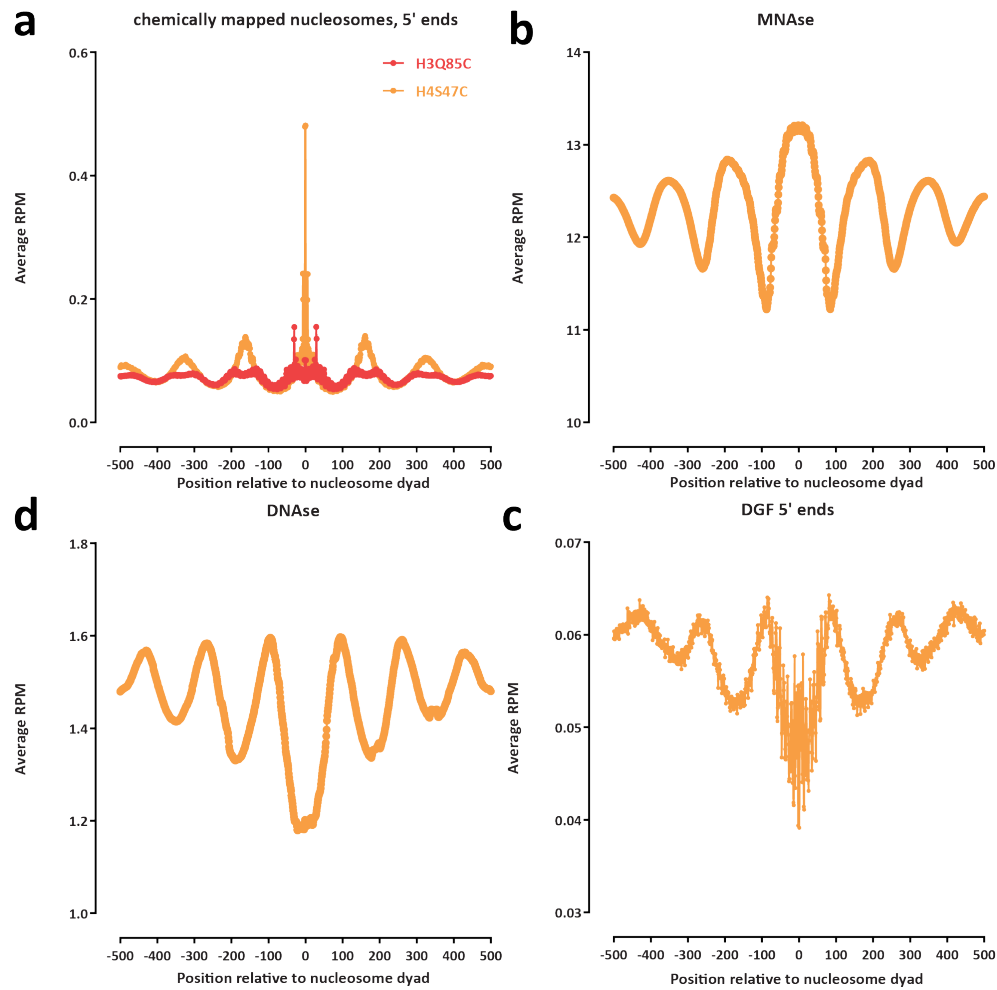 a
chemically mapped nucleosomes, 5' ends
H3Q85C
H4S47C
Average RPM
0.6
0.4
0.2
0.0
-500 -400 -300 -200 -100 0 100 200 300 400 500
Position relative to nucleosome dyad
b
MNAse
Average RPM
14
13
12
11
10
-500 -400 -300 -200 -100 0 100 200 300 400 500
Position relative to nucleosome dyad
d
DNAse
Average RPM
1.8
1.6
1.4
1.2
1.0
-500 -400 -300 -200 -100 0 100 200 300 400 500
Position relative to nucleosome dyad
c
DGF 5' ends
Average RPM
0.07
0.06
0.05
0.04
0.03
-500 -400 -300 -200 -100 0 100 200 300 400 500
Position relative to nucleosome dyad